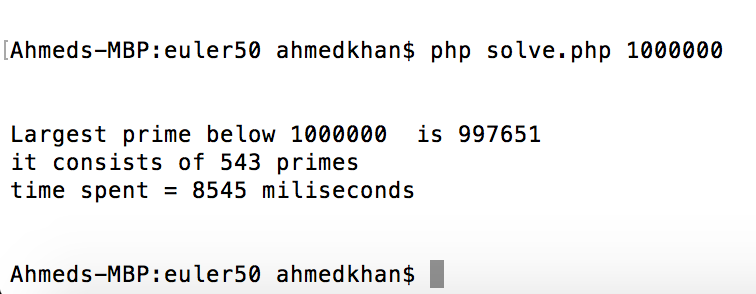 [Ahmeds-MBP:euler50 ahmedkhan$ php solve.php 1000000
Largest prime below 1000000  is 997651
it consists of 543 primes
time spent = 8545 miliseconds
Ahmeds-MBP:euler50 ahmedkhan$